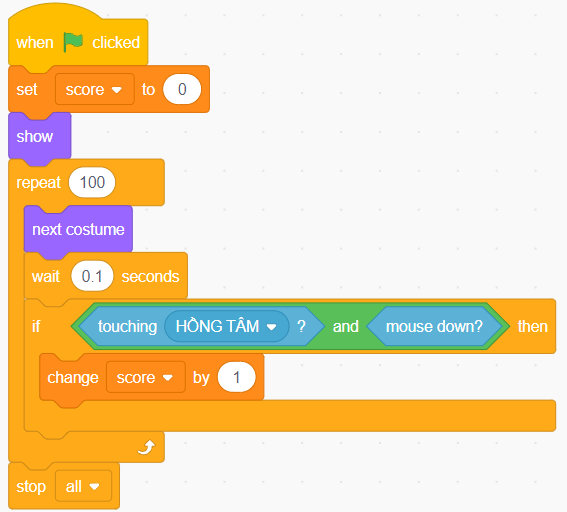 when clicked
set score to 0
show
repeat 100
next costume
wait 0.1 seconds
if touching HỒNG TÂM ? and mouse down? then
change score by 1
stop all